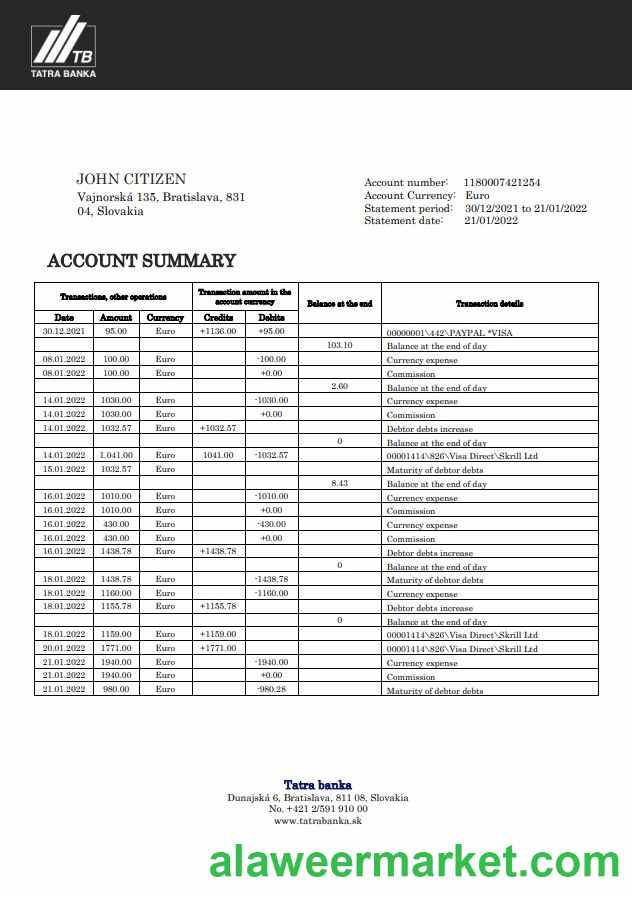 TB
TATRA BANKA
JOHN CITIZEN
Vajnorská 135, Bratislava, 831
04, Slovakia
Account number: 1180007421254
Account Currency: Euro
Statement period: 30/12/2021 to 21/01/2022
Statement date: 21/01/2022
ACCOUNT SUMMARY
Transactions, other operations Transaction amount in the account currency Balance at the end Transaction details
Date Amount Currency Credits Debits
30.12.2021 95.00 Euro +1136.00 +95.00 00000001\442\PAYPAL *VISA
103.10 Balance at the end of day
08.01.2022 100.00 Euro -100.00 Currency expense
08.01.2022 100.00 Euro +0.00 Commission
2.60 Balance at the end of day
14.01.2022 1030.00 Euro -1030.00 Currency expense
14.01.2022 1030.00 Euro +0.00 Commission
14.01.2022 1032.57 Euro +1032.57 Debtor debts increase
0 Balance at the end of day
14.01.2022 1.041.00 Euro 1041.00 -1032.57 00001414\826\Visa Direct\Skrill Ltd
15.01.2022 1032.57 Euro Maturity of debtor debts
8.43 Balance at the end of day
16.01.2022 1010.00 Euro -1010.00 Currency expense
16.01.2022 1010.00 Euro +0.00 Commission
16.01.2022 430.00 Euro -430.00 Currency expense
16.01.2022 430.00 Euro +0.00 Commission
16.01.2022 1438.78 Euro +1438.78 Debtor debts increase
0 Balance at the end of day
18.01.2022 1438.78 Euro -1438.78 Maturity of debtor debts
18.01.2022 1160.00 Euro -1160.00 Currency expense
18.01.2022 1155.78 Euro +1155.78 Debtor debts increase
0 Balance at the end of day
18.01.2022 1159.00 Euro +1159.00 00001414\826\Visa Direct\Skrill Ltd
20.01.2022 1771.00 Euro +1771.00 00001414\826\Visa Direct\Skrill Ltd
21.01.2022 1940.00 Euro -1940.00 Currency expense
21.01.2022 1940.00 Euro +0.00 Commission
21.01.2022 980.00 Euro -980.28 Maturity of debtor debts
Tatra banka
Dunajská 6, Bratislava, 811 08, Slovakia
No. +421 2/591 910 00
www.tatrabanka.sk
alaweermarket.com